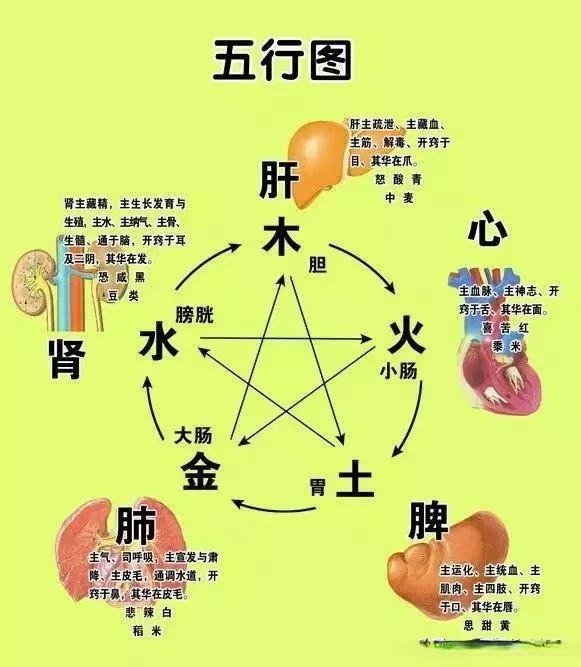 五行图
肝
肝主疏泄、主藏血、
主筋、解毒、开窍于
目、其华在爪。
怒 酸 青
中 麦
木
胆
心
主血脉、主神志、开
窍于舌、其华在面。
喜 苦 红
黍 米
火
小肠
肾主藏精，主生长发育与
生殖，主水、主纳气、主骨、
生髓、通于脑，开窍于耳
及二阴，其华在发。
恐 咸 黑
豆 类
肾
水
膀胱
大肠
金
胃
土
肺
主气、司呼吸，主宣发与肃
降、主皮毛，通调水道，开
窍于鼻，其华在皮毛。
悲 辣 白
稻 米
脾
主运化、主统血、主
肌肉、主四肢、开窍
于口、其华在唇。
思 甜 黄